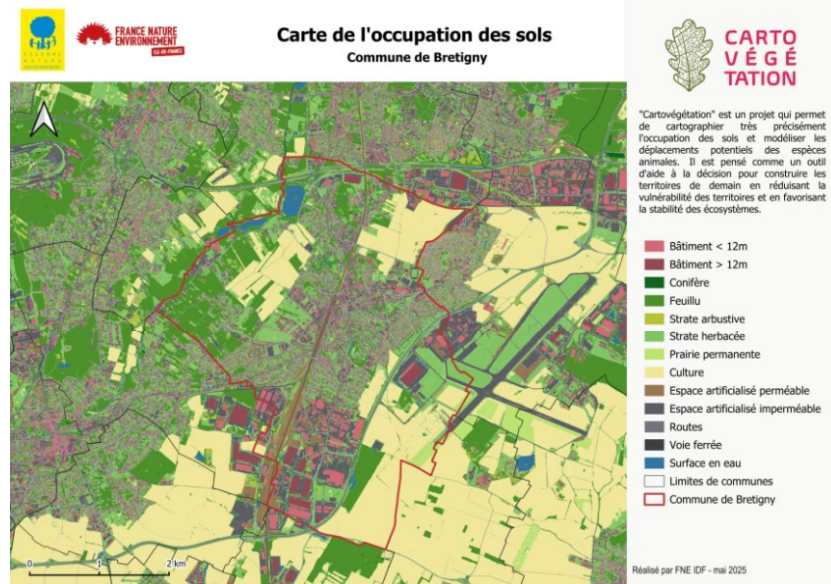 ESSONNE
NATURE
ENVIRONNEMENT
FRANCE NATURE
ENVIRONNEMENT
ILE-DE-FRANCE
Carte de l'occupation des sols
Commune de Bretigny
CARTO
VÉGÉ
TATION
"Cartovégétation" est un projet qui permet
de cartographier très précisément
l'occupation des sols et modéliser les
déplacements potentiels des espèces
animales. Il est pensé comme un outil
d'aide à la décision pour construire les
territoires de demain en réduisant la
vulnérabilité des territoires et en favorisant
la stabilité des écosystèmes.
Bâtiment < 12m
Bâtiment > 12m
Conifère
Feuillu
Strate arbustive
Strate herbacée
Prairie permanente
Culture
Espace artificialisé perméable
Espace artificialisé imperméable
Routes
Voie ferrée
Surface en eau
Limites de communes
Commune de Bretigny
0 1 2 km
Réalisé par FNE IDF - mai 2025